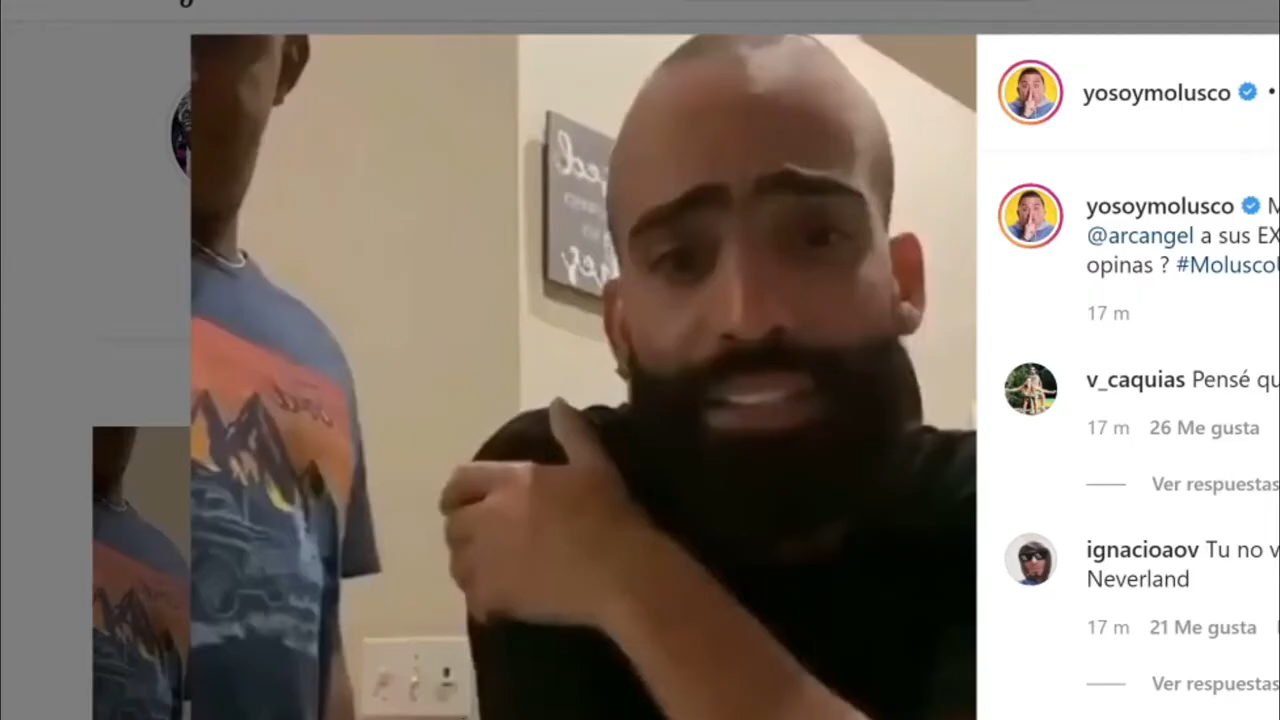 yosoymolusco •
yosoymolusco
@arcangel a sus EX
opinas ? #Molusco
17 m
v_caquias Pensé qu
17 m 26 Me gusta
Ver respuestas
ignacioaov Tu no v
Neverland
17 m 21 Me gusta
Ver respuestas